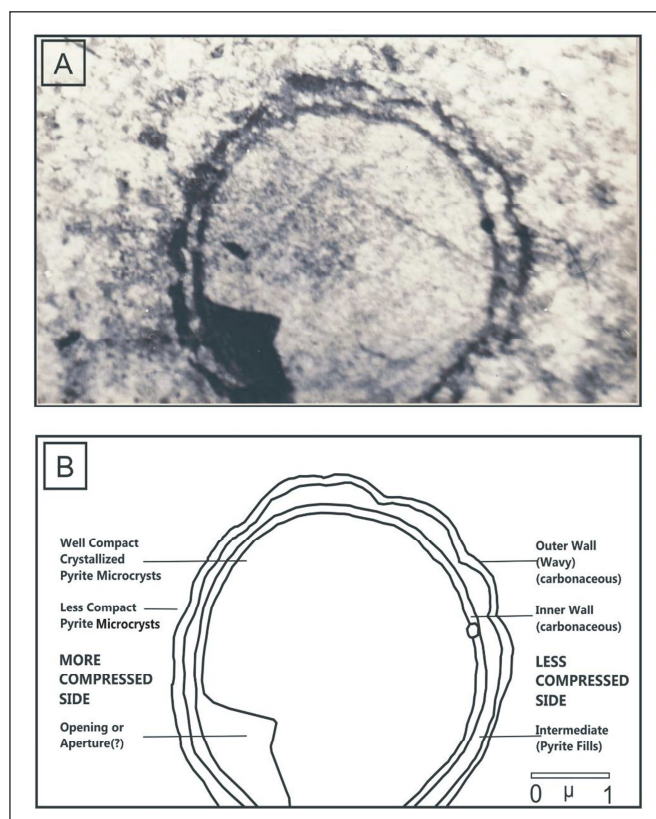 A
B
Well Compact
Crystallized
Pyrite Microcrysts
Less Compact
Pyrite Microcrysts
MORE
COMPRESSED
SIDE
Opening or
Aperture(?)
Outer Wall
(Wavy)
(carbonaceous)
Inner Wall
(carbonaceous)
LESS
COMPRESSED
SIDE
Intermediate
(Pyrite Fills)
0 μ 1